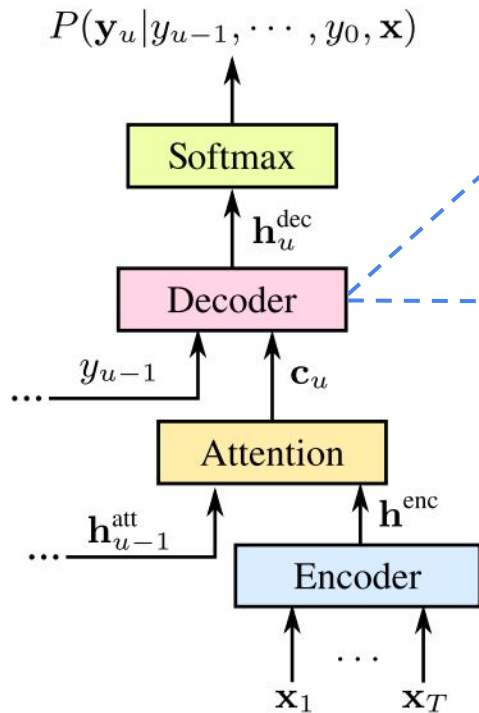 P(y_u|y_{u-1}, ⋯ , y_0, x)
Softmax
h_u^{dec}
Decoder
y_{u-1}
...
c_u
Attention
h_{u-1}^{att}
...
h^{enc}
Encoder
x_1 ⋯ x_T